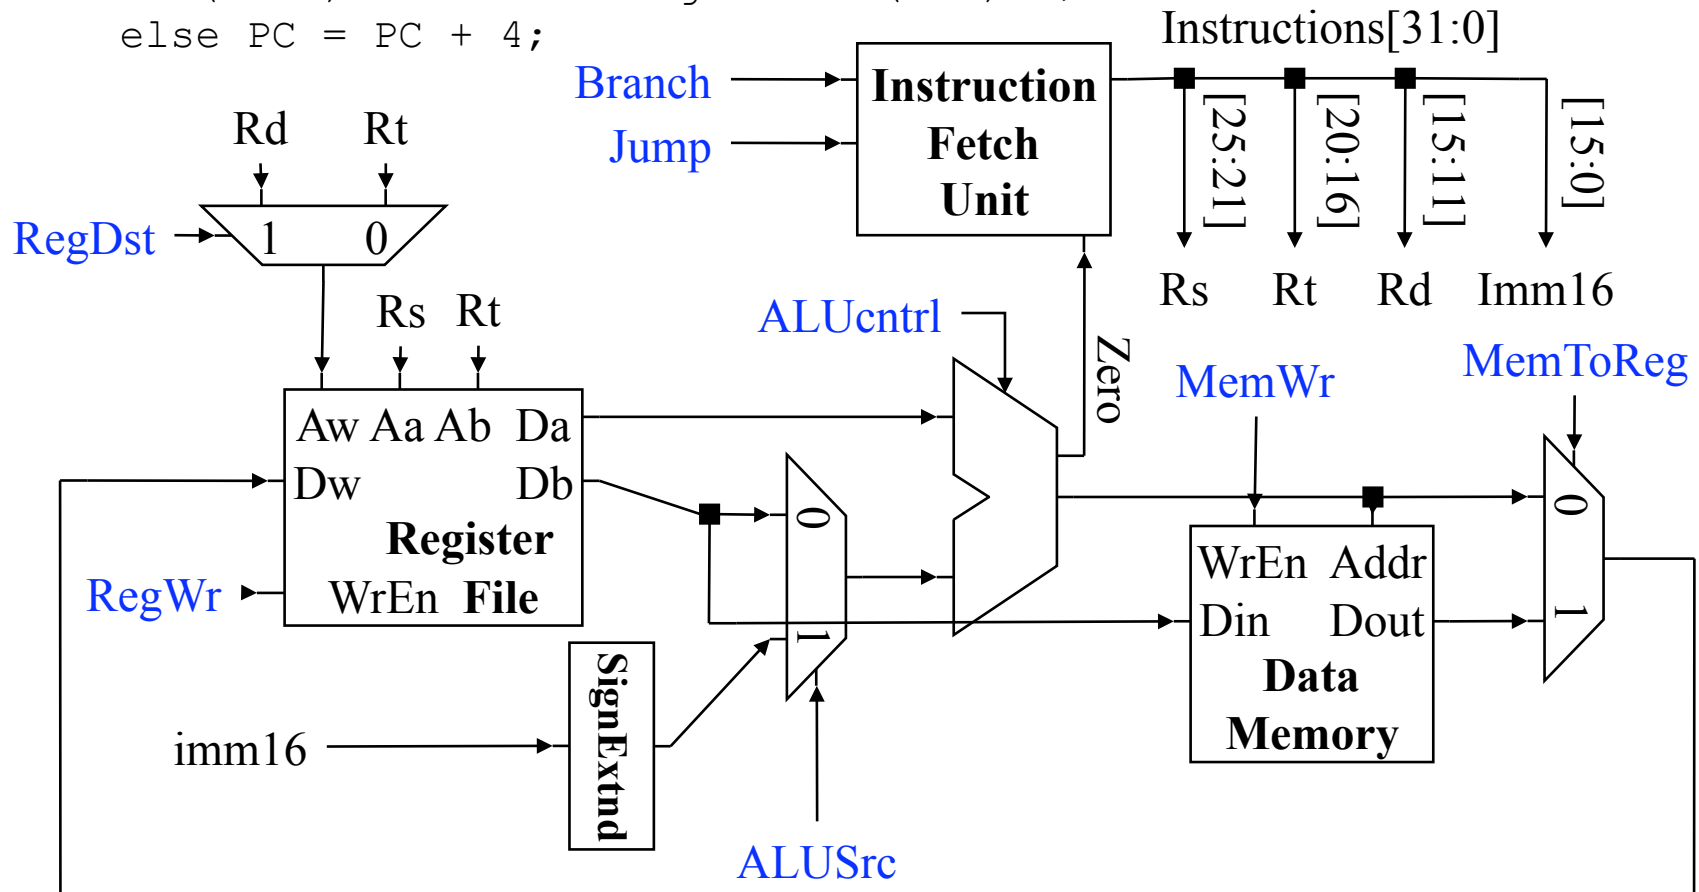 else PC = PC + 4;
Instructions[31:0]
Branch
Jump
Instruction
Fetch
Unit
[25:21]
[20:16]
[15:11]
[15:0]
Rs
Rt
Rd
Imm16
Rd
Rt
RegDst
1
0
Rs
Rt
ALUcntrl
Zero
MemWr
MemToReg
Aw Aa Ab Da
Dw Db
Register
WrEn File
RegWr
0
1
WrEn Addr
Din Dout
Data
Memory
0
1
imm16
SignExtnd
ALUSrc